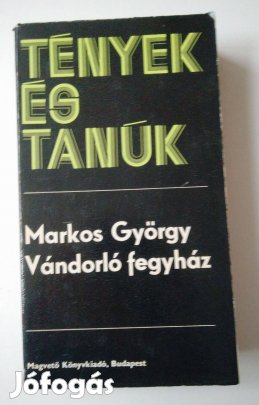 TÉNYEK
ÉS
TANÚK
Markos György
Vándorló fegyház
Magvető Könyvkiadó, Budapest
Jófogás